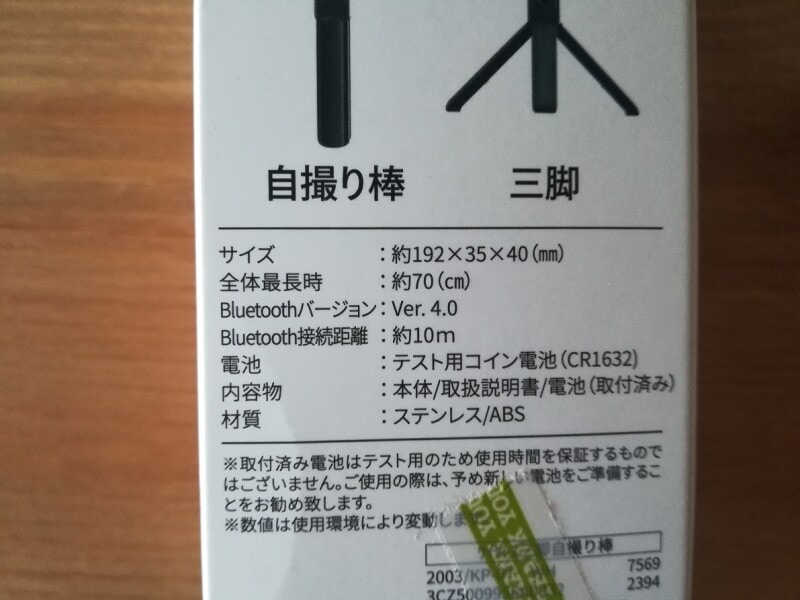 自撮り棒 三脚
サイズ :約192×35×40(㎜)
全体最長時 :約70(㎝)
Bluetoothバージョン:Ver. 4.0
Bluetooth接続距離 :約10m
電池 :テスト用コイン電池(CR1632)
内容物 :本体/取扱説明書/電池(取付済み)
材質 :ステンレス/ABS
※取付済み電池はテスト用のため使用時間を保証するもので
はございません。ご使用の際は、予め新しい電池をご準備するこ
とをお勧め致します。
※数値は使用環境により変動しま
自撮り棒
2003/KP 7569
3CZ5009 2394